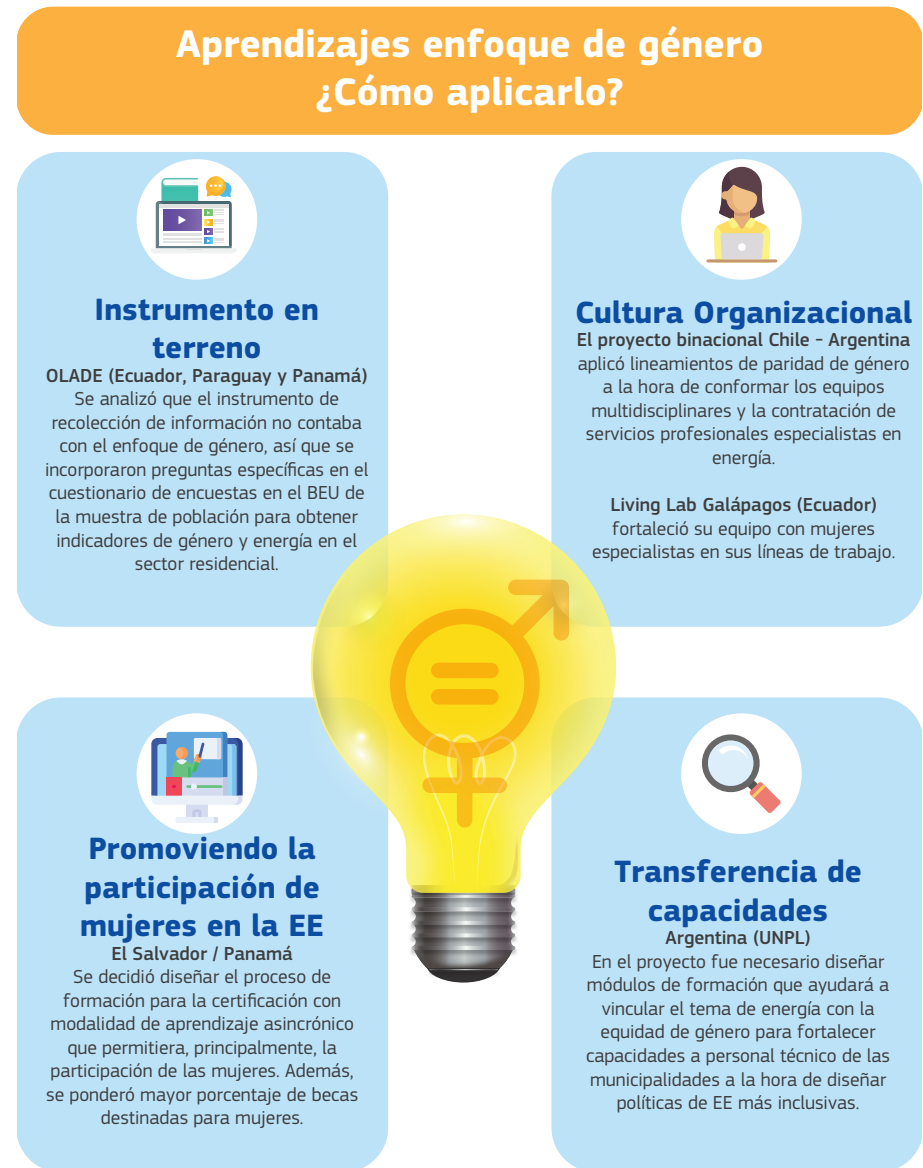 Aprendizajes enfoque de género
¿Cómo aplicarlo?
Instrumento en
terreno
OLADE (Ecuador, Paraguay y Panamá)
Se analizó que el instrumento de
recolección de información no contaba
con el enfoque de género, así que se
incorporaron preguntas específicas en el
cuestionario de encuestas en el BEU de
la muestra de población para obtener
indicadores de género y energía en el
sector residencial.
Cultura Organizacional
El proyecto binacional Chile - Argentina
aplicó lineamientos de paridad de género
a la hora de conformar los equipos
multidisciplinares y la contratación de
servicios profesionales especialistas en
energía.
Living Lab Galápagos (Ecuador)
fortaleció su equipo con mujeres
especialistas en sus líneas de trabajo.
Promoviendo la
participación de
mujeres en la EE
El Salvador / Panamá
Se decidió diseñar el proceso de
formación para la certificación con
modalidad de aprendizaje asincrónico
que permitiera, principalmente, la
participación de las mujeres. Además,
se ponderó mayor porcentaje de becas
destinadas para mujeres.
Transferencia de
capacidades
Argentina (UNPL)
En el proyecto fue necesario diseñar
módulos de formación que ayudará a
vincular el tema de energía con la
equidad de género para fortalecer
capacidades a personal técnico de las
municipalidades a la hora de diseñar
políticas de EE más inclusivas.